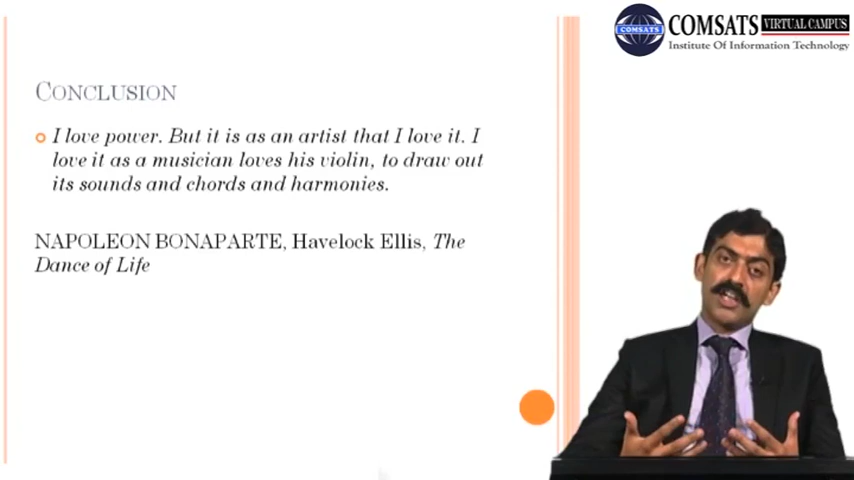 COMSATS VIRTUAL CAMPUS
Institute Of Information Technology
COMSATS
CONCLUSION
I love power. But it is as an artist that I love it. I
love it as a musician loves his violin, to draw out
its sounds and chords and harmonies.
NAPOLEON BONAPARTE, Havelock Ellis, The
Dance of Life